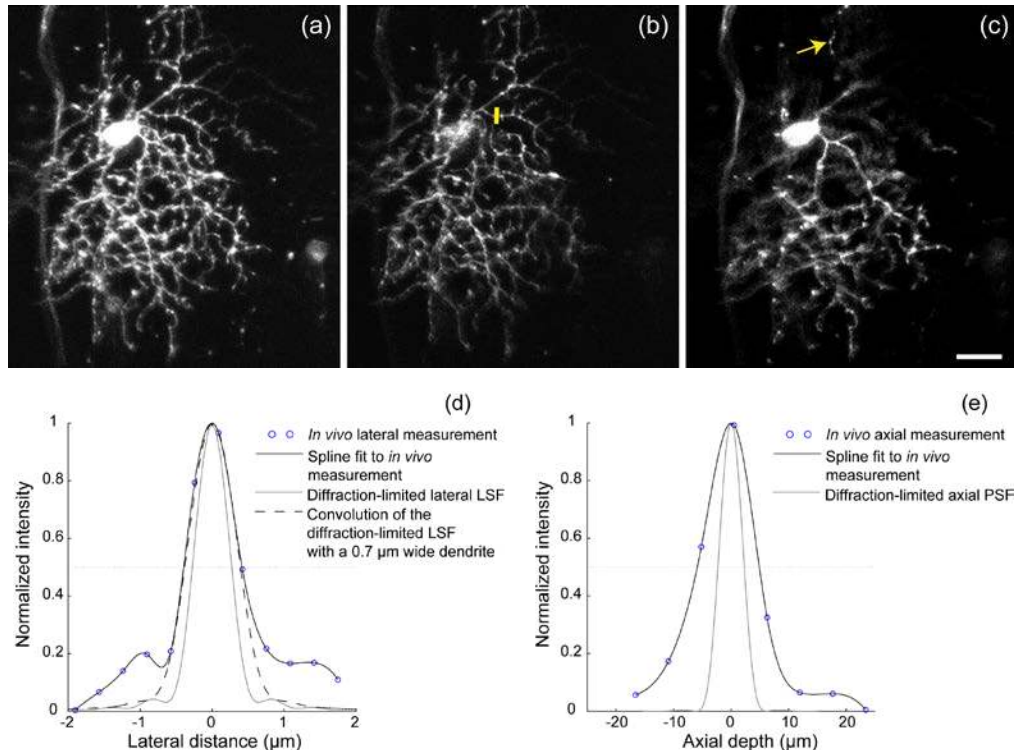 (a)
(b)
(c)
(d)
In vivo lateral measurement
Spline fit to in vivo
measurement
Diffraction-limited lateral LSF
Convolution of the
diffraction-limited LSF
with a 0.7 µm wide dendrite
Normalized intensity
1
0.8
0.6
0.4
0.2
0
-2
-1
0
1
2
Lateral distance (µm)
(e)
In vivo axial measurement
Spline fit to in vivo
measurement
Diffraction-limited axial PSF
Normalized intensity
1
0.8
0.6
0.4
0.2
0
-20
-10
0
10
20
Axial depth (µm)